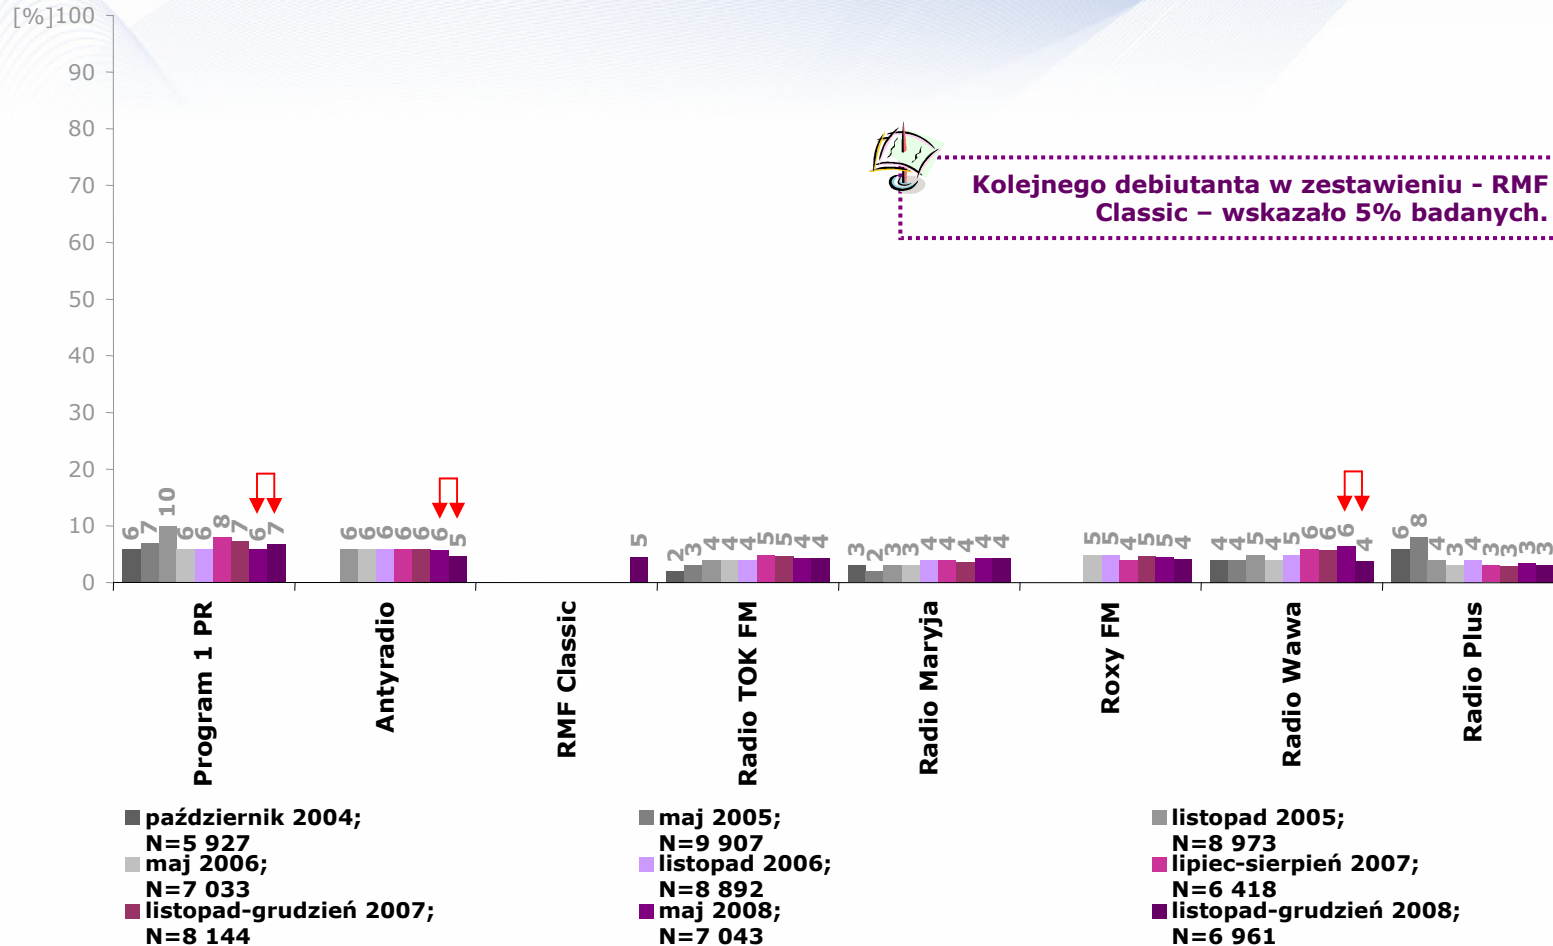 [%]100
90
80
70
60
50
40
30
20
10
0
Kolejnego debiutanta w zestawieniu - RMF
Classic – wskazało 5% badanych.
6 7 10 6 6 8 7 6 7
6 6 6 6 6 6 5
5
2 3 4 4 4 5 5 4 4
3 2 3 3 4 4 4 4 4
5 5 4 5 5 4
4 4 5 4 5 6 6 6 4
6 8 4 3 4 3 3 3 3
Program 1 PR
Antyradio
RMF Classic
Radio TOK FM
Radio Maryja
Roxy FM
Radio Wawa
Radio Plus
październik 2004;
N=5 927
maj 2005;
N=9 907
listopad 2005;
N=8 973
maj 2006;
N=7 033
listopad 2006;
N=8 892
lipiec-sierpień 2007;
N=6 418
listopad-grudzień 2007;
N=8 144
maj 2008;
N=7 043
listopad-grudzień 2008;
N=6 961